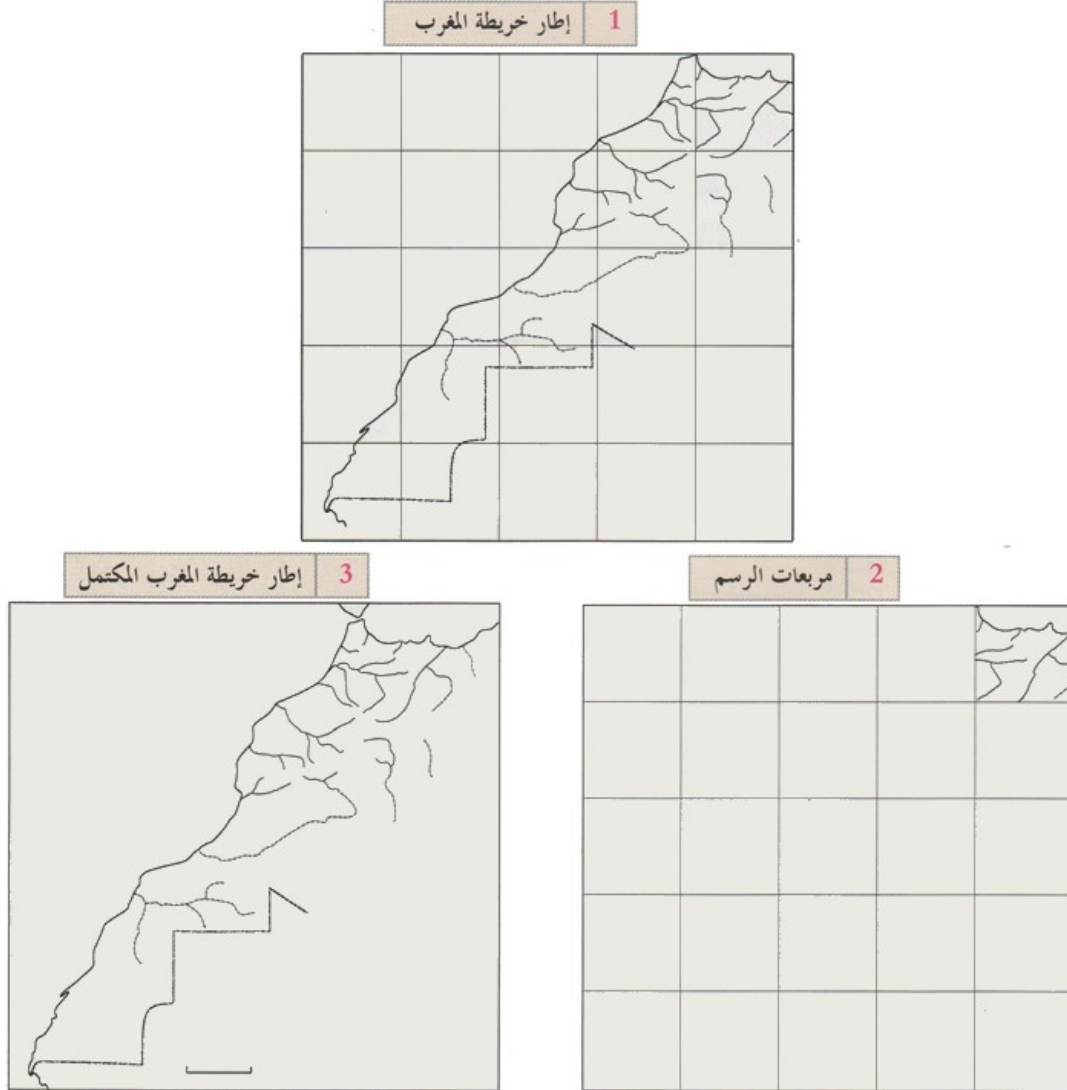 1 إطار خريطة المغرب
2 مربعات الرسم
3 إطار خريطة المغرب المكتمل